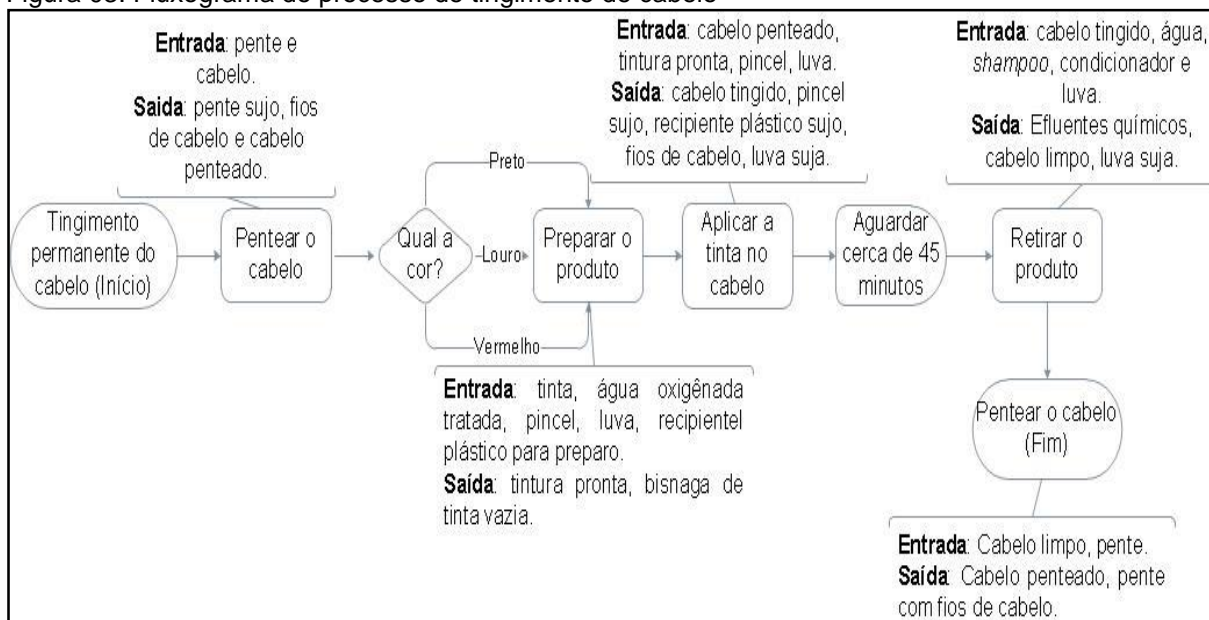 Entrada: pente e
cabelo.
Saida: pente sujo, fios
de cabelo e cabelo
penteado.
Entrada: cabelo penteado,
tintura pronta, pincel, luva.
Saída: cabelo tingido, pincel
sujo, recipiente plástico sujo,
fios de cabelo, luva suja.
Entrada: cabelo tingido, água,
shampoo, condicionador e
luva.
Saída: Efluentes químicos,
cabelo limpo, luva suja.
Tingimento
permanente do
cabelo (Início)
Pentear o
cabelo
Qual a
cor?
Preto
Louro
Vermelho
Preparar o
produto
Aplicar a
tinta no
cabelo
Aguardar
cerca de 45
minutos
Retirar o
produto
Entrada: tinta, água oxigênada
tratada, pincel, luva, recipientel
plástico para preparo.
Saída: tintura pronta, bisnaga de
tinta vazia.
Pentear o cabelo
(Fim)
Entrada: Cabelo limpo, pente.
Saída: Cabelo penteado, pente
com fios de cabelo.